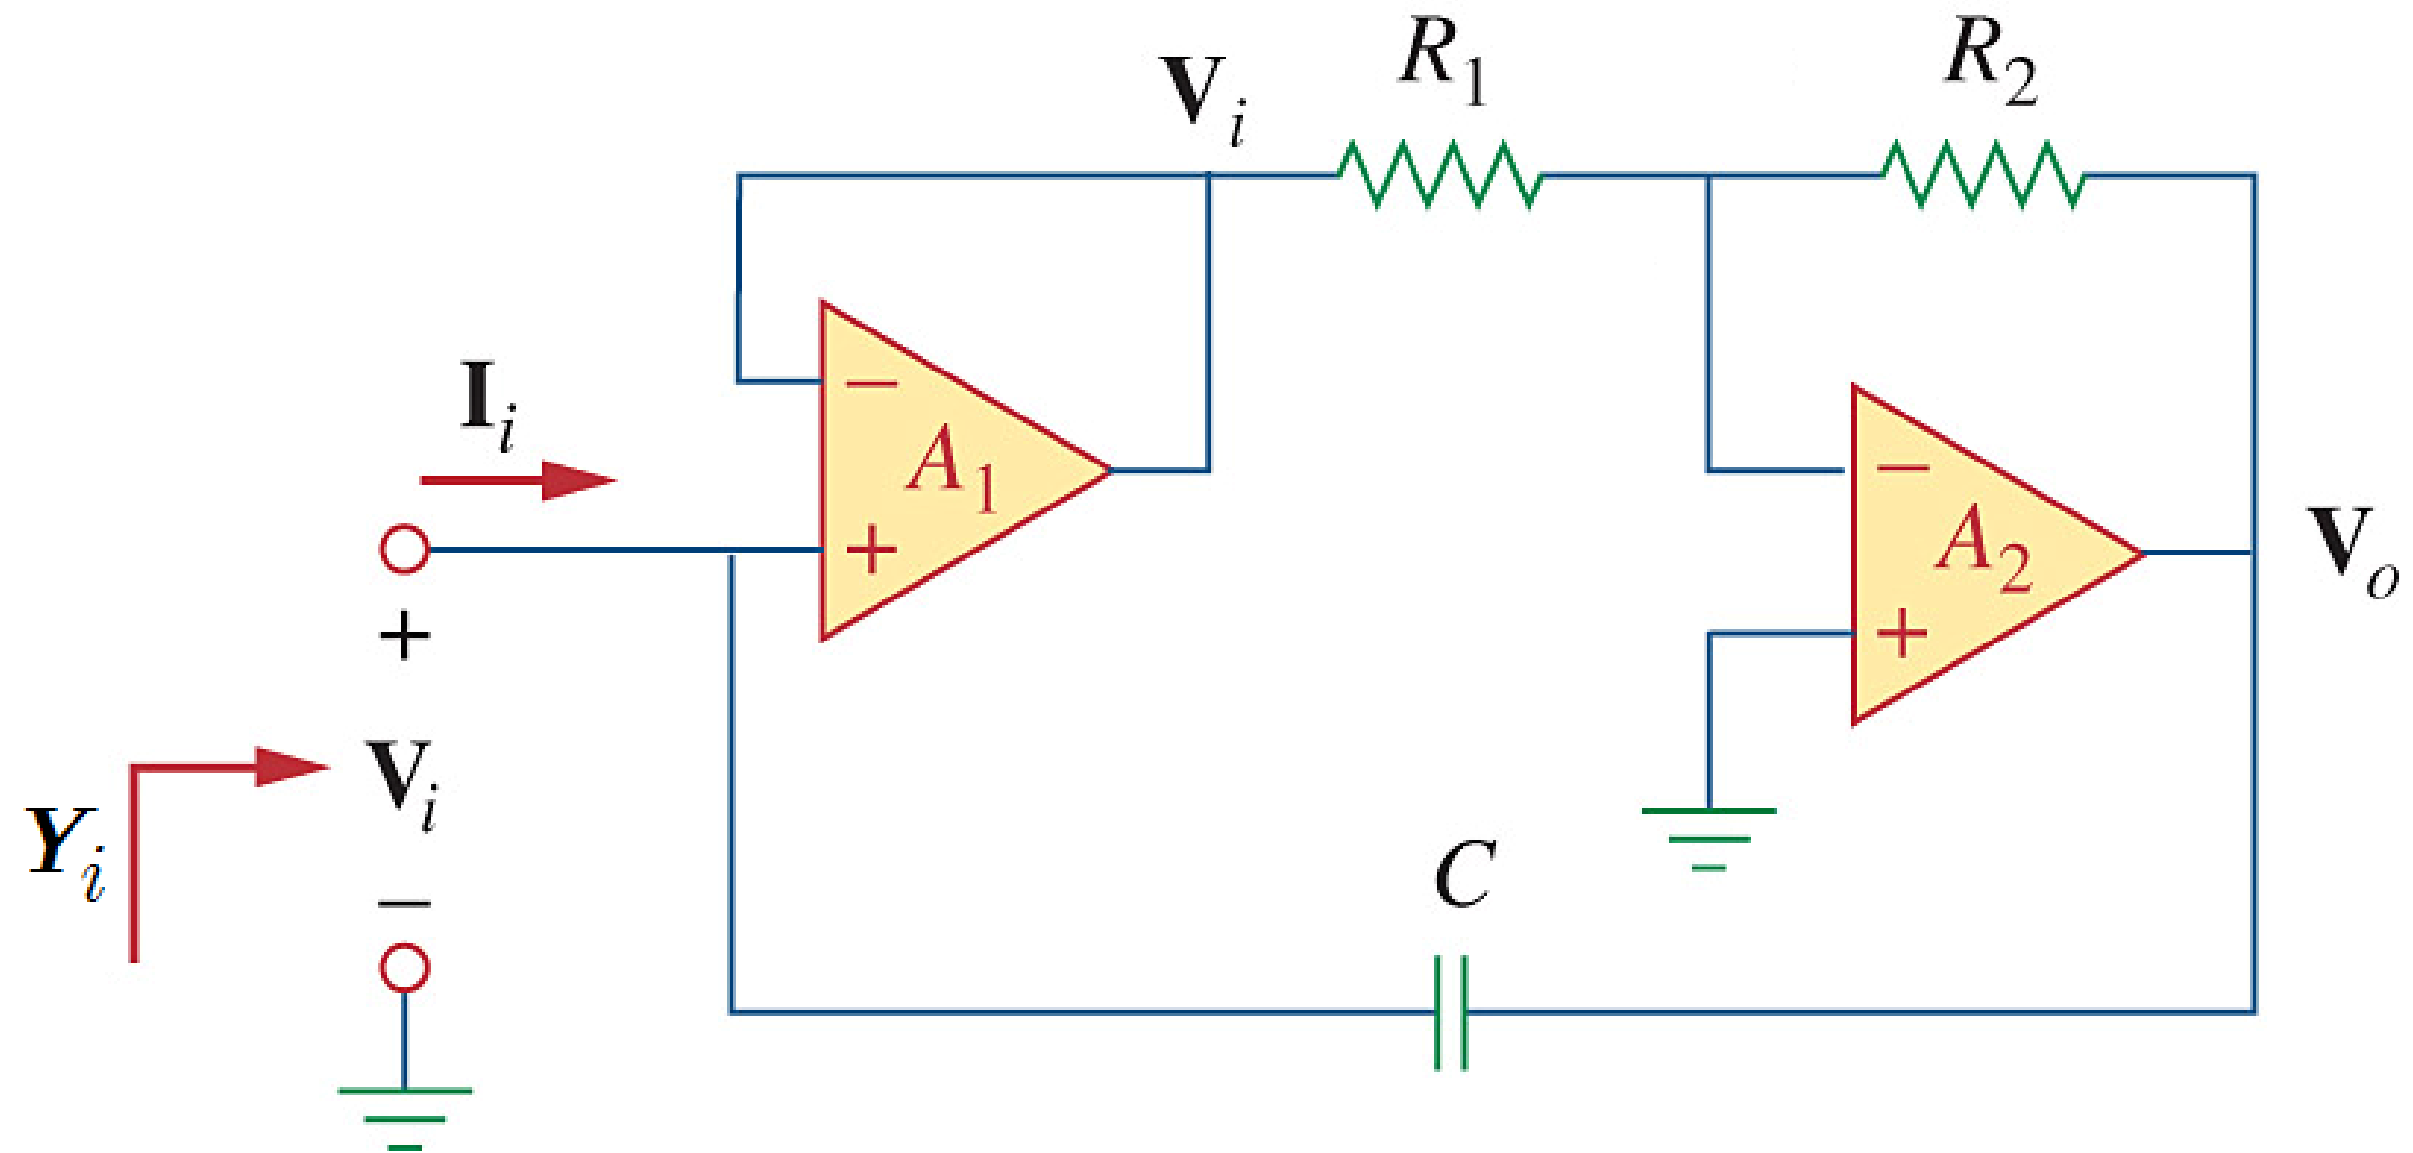 Vᵢ
R₁
R₂
Iᵢ
−
A₁
+
−
A₂
+
Vₒ
+
Vᵢ
−
Yᵢ
C